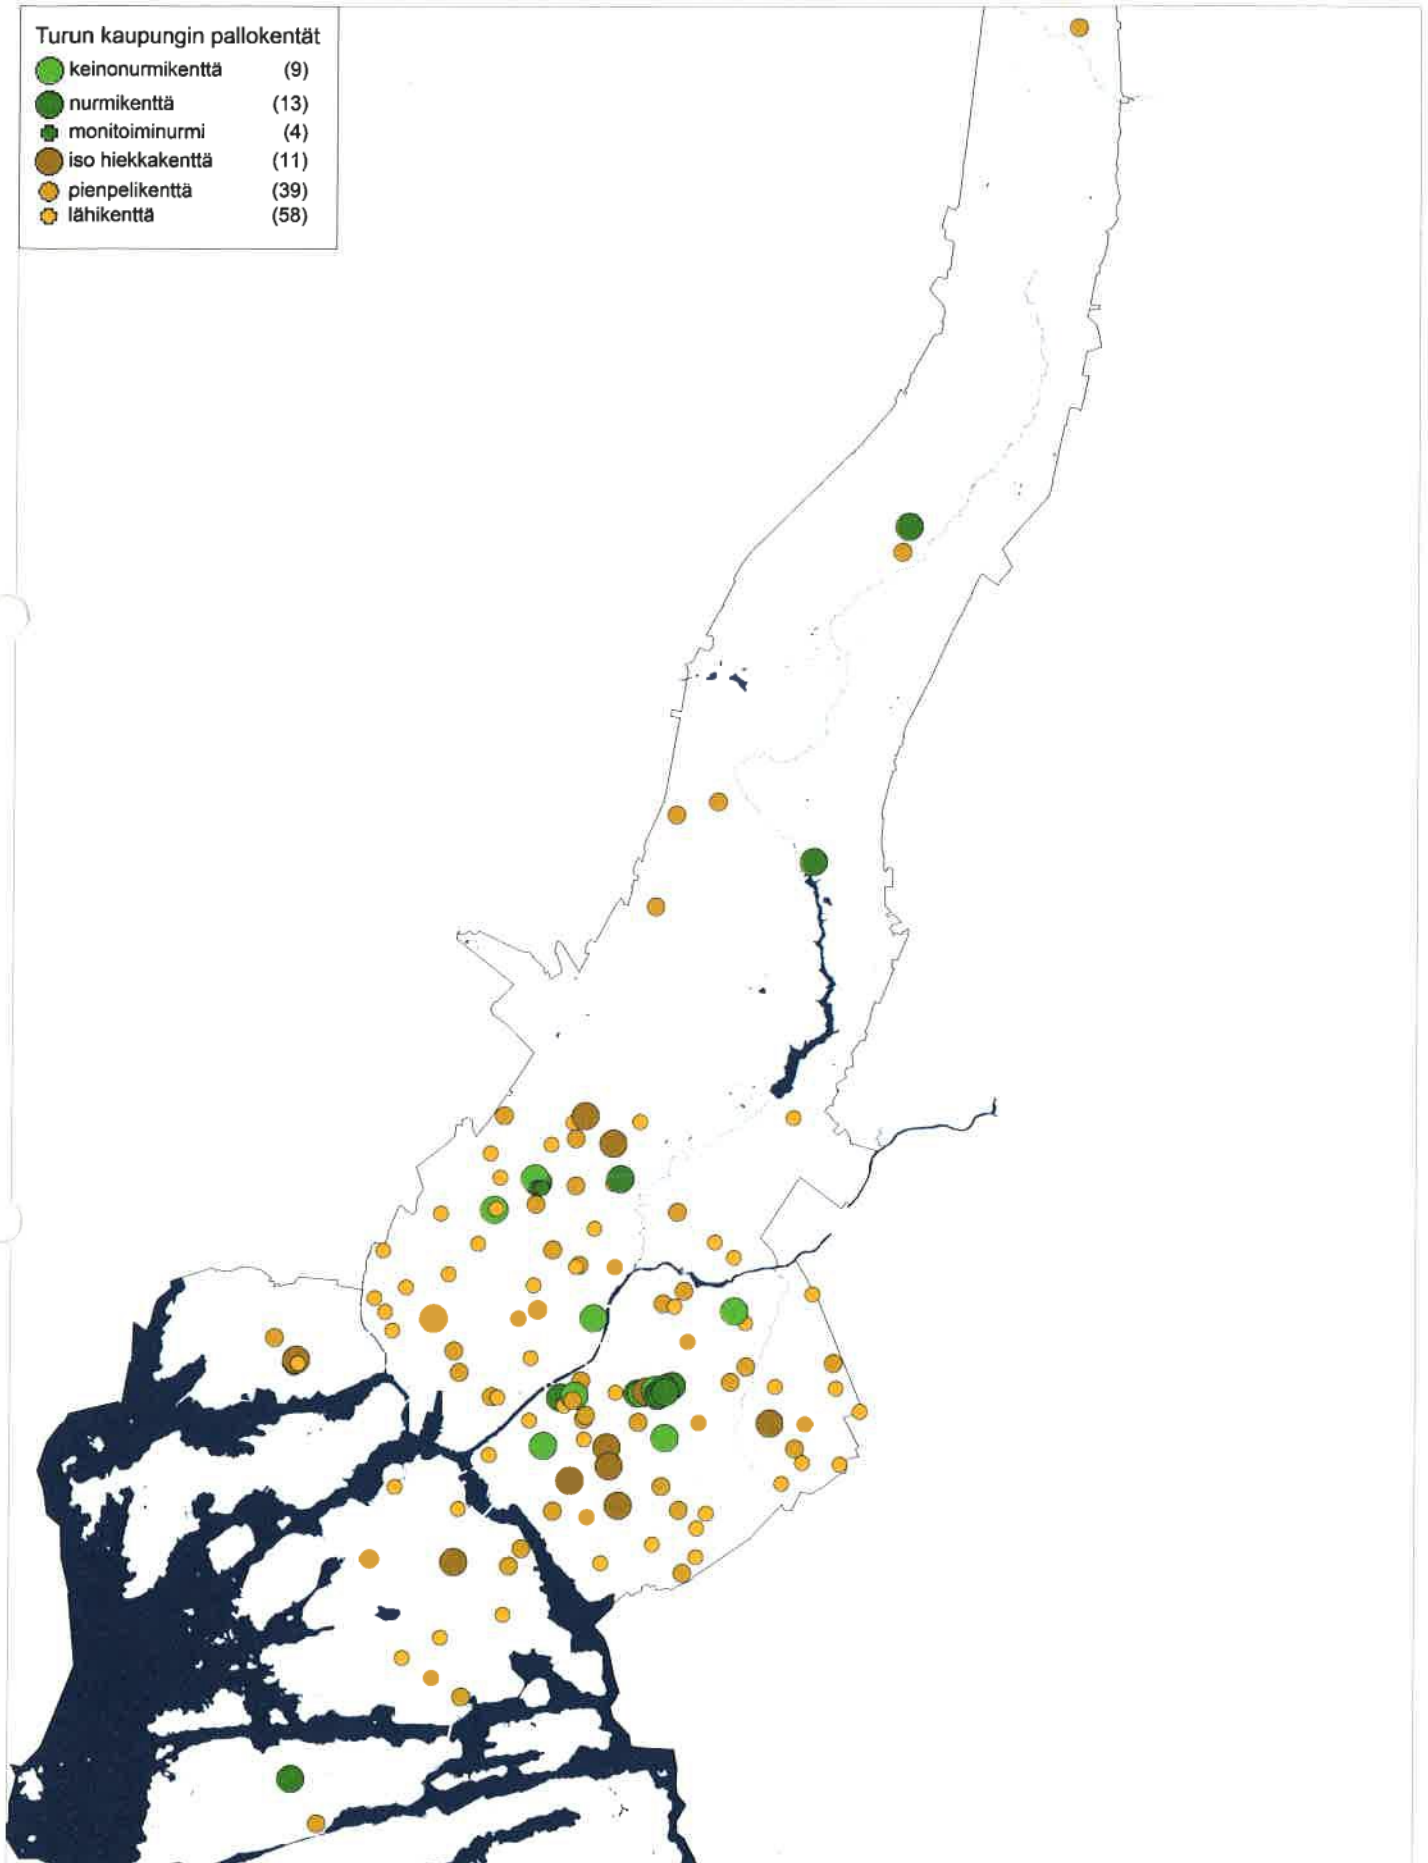 Turun kaupungin pallokentät
keinonurmikenttä (9)
nurmikenttä (13)
monitoiminurmi (4)
iso hiekkakenttä (11)
pienpelikenttä (39)
lähikenttä (58)